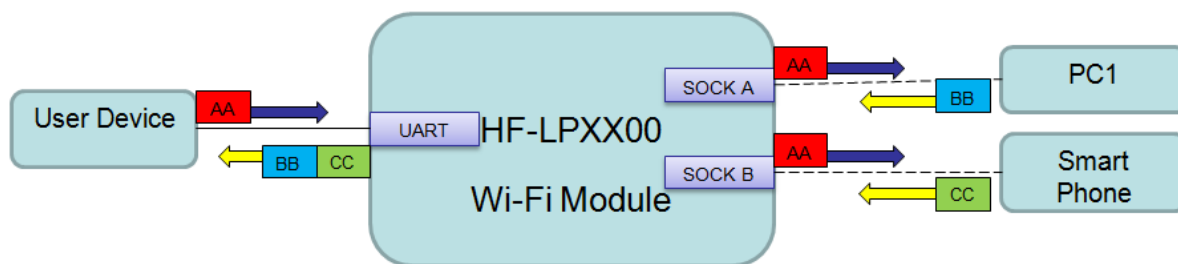 User Device
AA
BB CC
UART
HF-LPXX00
Wi-Fi Module
SOCK A
AA
BB
PC1
SOCK B
AA
CC
Smart
Phone